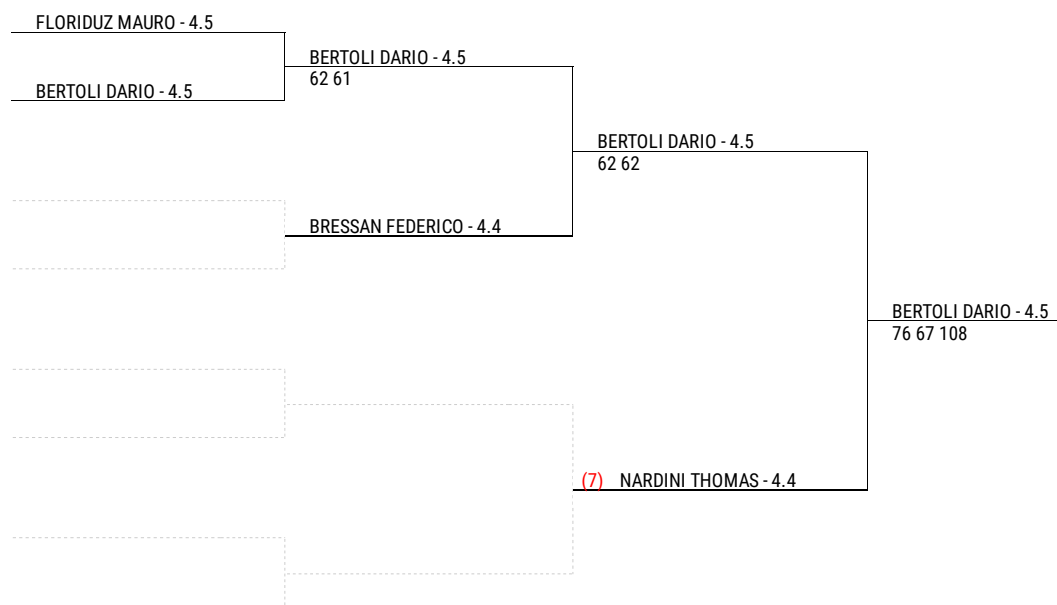 FLORIDUZ MAURO - 4.5
BERTOLI DARIO - 4.5
62 61
BERTOLI DARIO - 4.5
BERTOLI DARIO - 4.5
62 62
BRESSAN FEDERICO - 4.4
BERTOLI DARIO - 4.5
76 67 108
(7) NARDINI THOMAS - 4.4